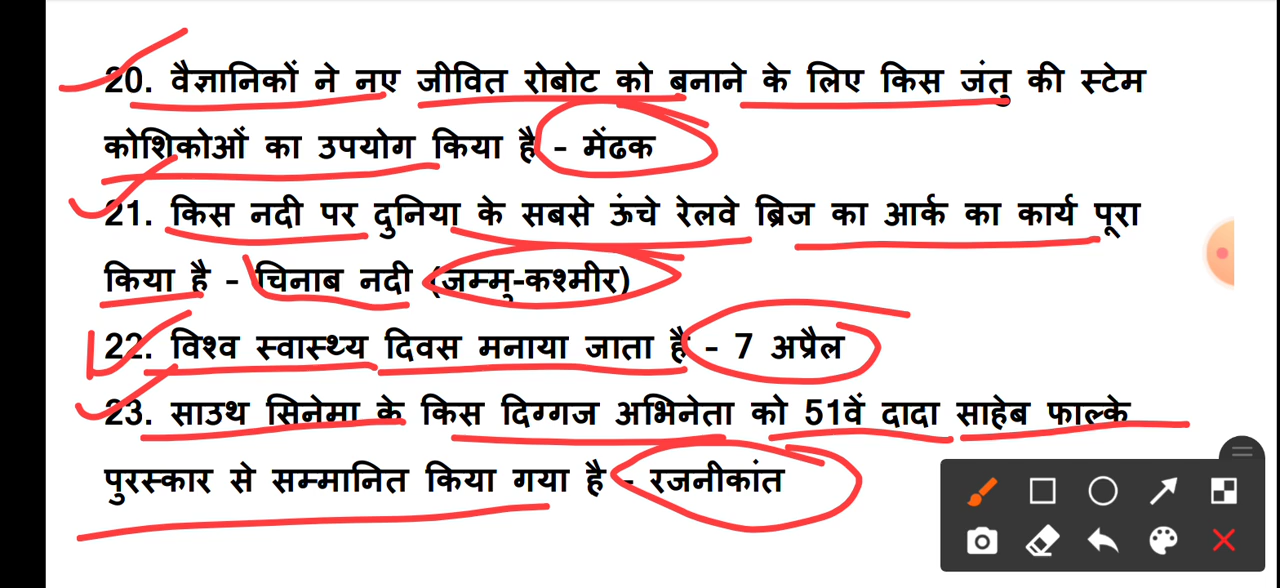 20. वैज्ञानिकों ने नए जीवित रोबोट को बनाने के लिए किस जंतु की स्टेम
कोशिकोओं का उपयोग किया है - मेंढक
21. किस नदी पर दुनिया के सबसे ऊंचे रेलवे ब्रिज का आर्क का कार्य पूरा
किया है - चिनाब नदी (जम्मु-कश्मीर)
22. विश्व स्वास्थ्य दिवस मनाया जाता है - 7 अप्रैल
23. साउथ सिनेमा के किस दिग्गज अभिनेता को 51वें दादा साहेब फाल्के
पुरस्कार से सम्मानित किया गया है - रजनीकांत